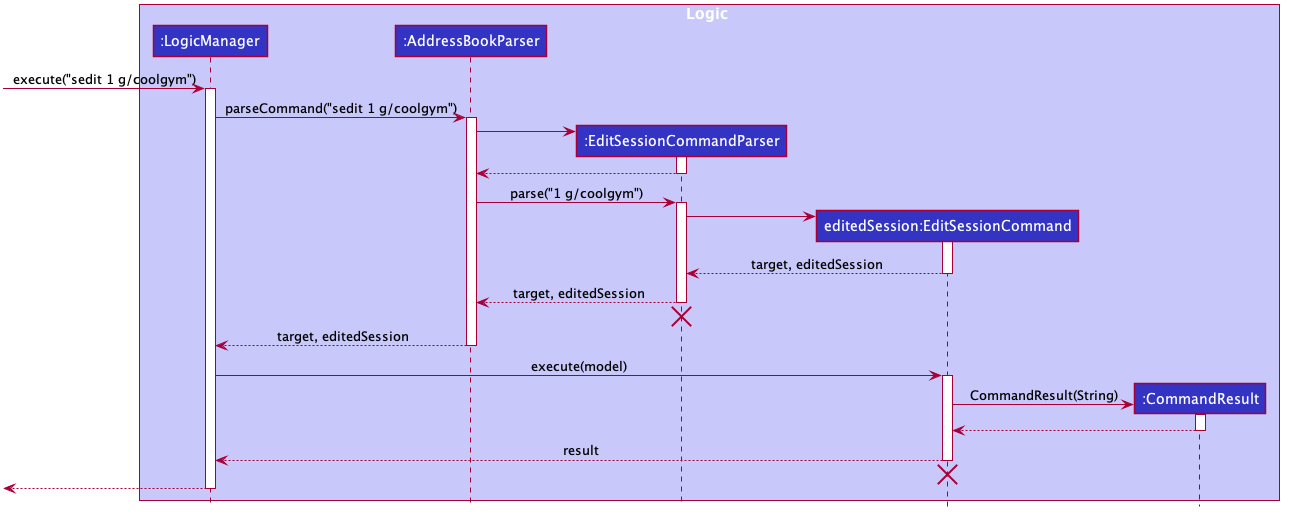 Logic
:LogicManager
:AddressBookParser
execute("sedit 1 g/coolgym")
parseCommand("sedit 1 g/coolgym")
:EditSessionCommandParser
parse("1 g/coolgym")
editedSession:EditSessionCommand
target, editedSession
target, editedSession
target, editedSession
execute(model)
CommandResult(String)
:CommandResult
result